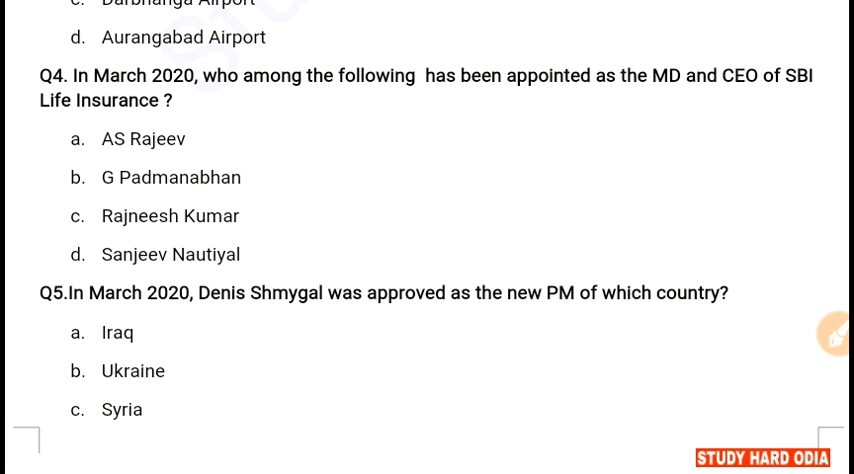 c. Darbhanga Airport
d. Aurangabad Airport
Q4. In March 2020, who among the following has been appointed as the MD and CEO of SBI
Life Insurance ?
a. AS Rajeev
b. G Padmanabhan
c. Rajneesh Kumar
d. Sanjeev Nautiyal
Q5.In March 2020, Denis Shmygal was approved as the new PM of which country?
a. Iraq
b. Ukraine
c. Syria
STUDY HARD ODIA